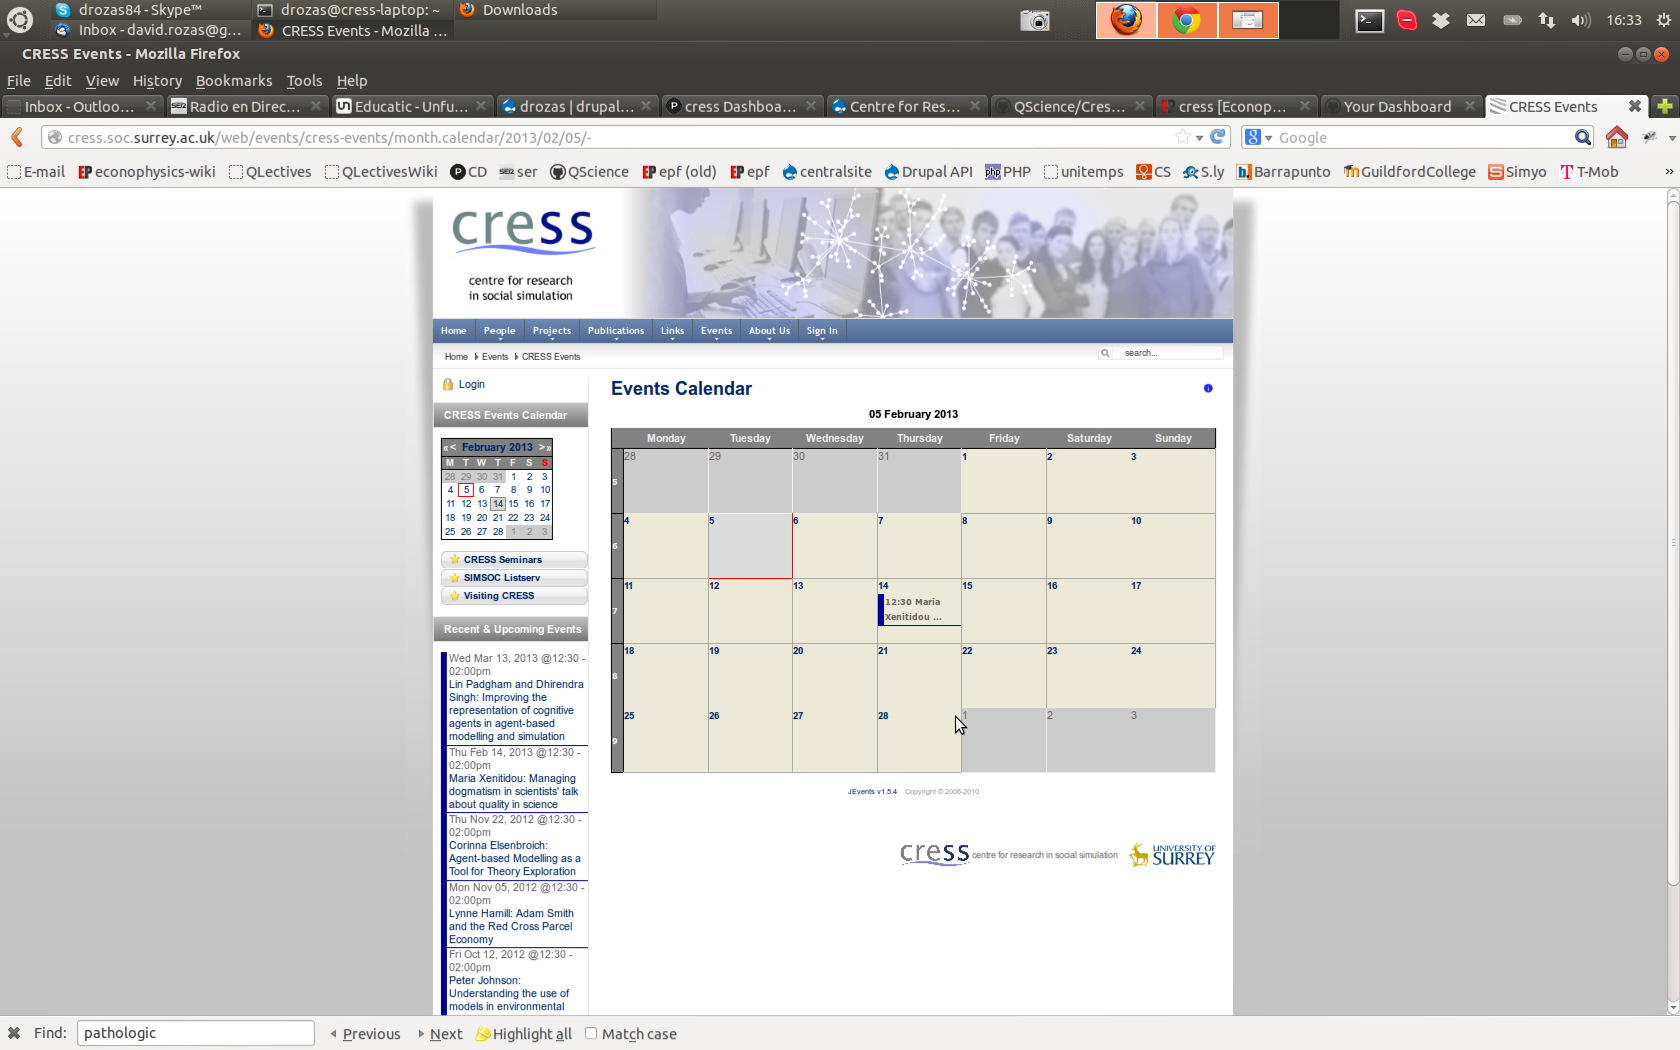 drozas84 - Skype™
drozas@cress-laptop: ~
Downloads
Inbox - david.rozas@g...
CRESS Events - Mozilla ...
16:33
CRESS Events - Mozilla Firefox
File Edit View History Bookmarks Tools Help
Inbox - Outloo...
Radio en Direc...
Educatic - Unfu...
drozas | drupal...
cress Dashboa...
Centre for Res...
QScience/Cres...
cress [Econop...
Your Dashboard
CRESS Events
cress.soc.surrey.ac.uk/web/events/cress-events/month.calendar/2013/02/05/-
Google
E-mail econophysics-wiki QLectives QLectivesWiki CD ser QScience epf (old) epf centralsite Drupal API PHP unitemps CS S.ly Barrapunto GuildfordCollege Simyo T-Mob »
cress
centre for research
in social simulation
Home People Projects Publications Links Events About Us Sign In
Home Events CRESS Events
search...
Login
CRESS Events Calendar
« < February 2013 > »
M T W T F S S
28 29 30 31 1 2 3
4 5 6 7 8 9 10
11 12 13 14 15 16 17
18 19 20 21 22 23 24
25 26 27 28 1 2 3
CRESS Seminars
SIMSOC Listserv
Visiting CRESS
Recent & Upcoming Events
Wed Mar 13, 2013 @12:30 -
02:00pm
Lin Padgham and Dhirendra
Singh: Improving the
representation of cognitive
agents in agent-based
modelling and simulation
Thu Feb 14, 2013 @12:30 -
02:00pm
Maria Xenitidou: Managing
dogmatism in scientists' talk
about quality in science
Thu Nov 22, 2012 @12:30 -
02:00pm
Corinna Elsenbroich:
Agent-based Modelling as a
Tool for Theory Exploration
Mon Nov 05, 2012 @12:30 -
02:00pm
Lynne Hamill: Adam Smith
and the Red Cross Parcel
Economy
Fri Oct 12, 2012 @12:30 -
02:00pm
Peter Johnson:
Understanding the use of
models in environmental
Events Calendar
05 February 2013
Monday Tuesday Wednesday Thursday Friday Saturday Sunday
5 28 29 30 31 1 2 3
6 4 5 6 7 8 9 10
7 11 12 13 14 15 16 17
12:30 Maria
Xenitidou ...
8 18 19 20 21 22 23 24
9 25 26 27 28 1 2 3
JEvents v1.5.4 Copyright © 2006-2010
cress centre for research in social simulation
UNIVERSITY OF
SURREY
Find: pathologic Previous Next Highlight all Match case